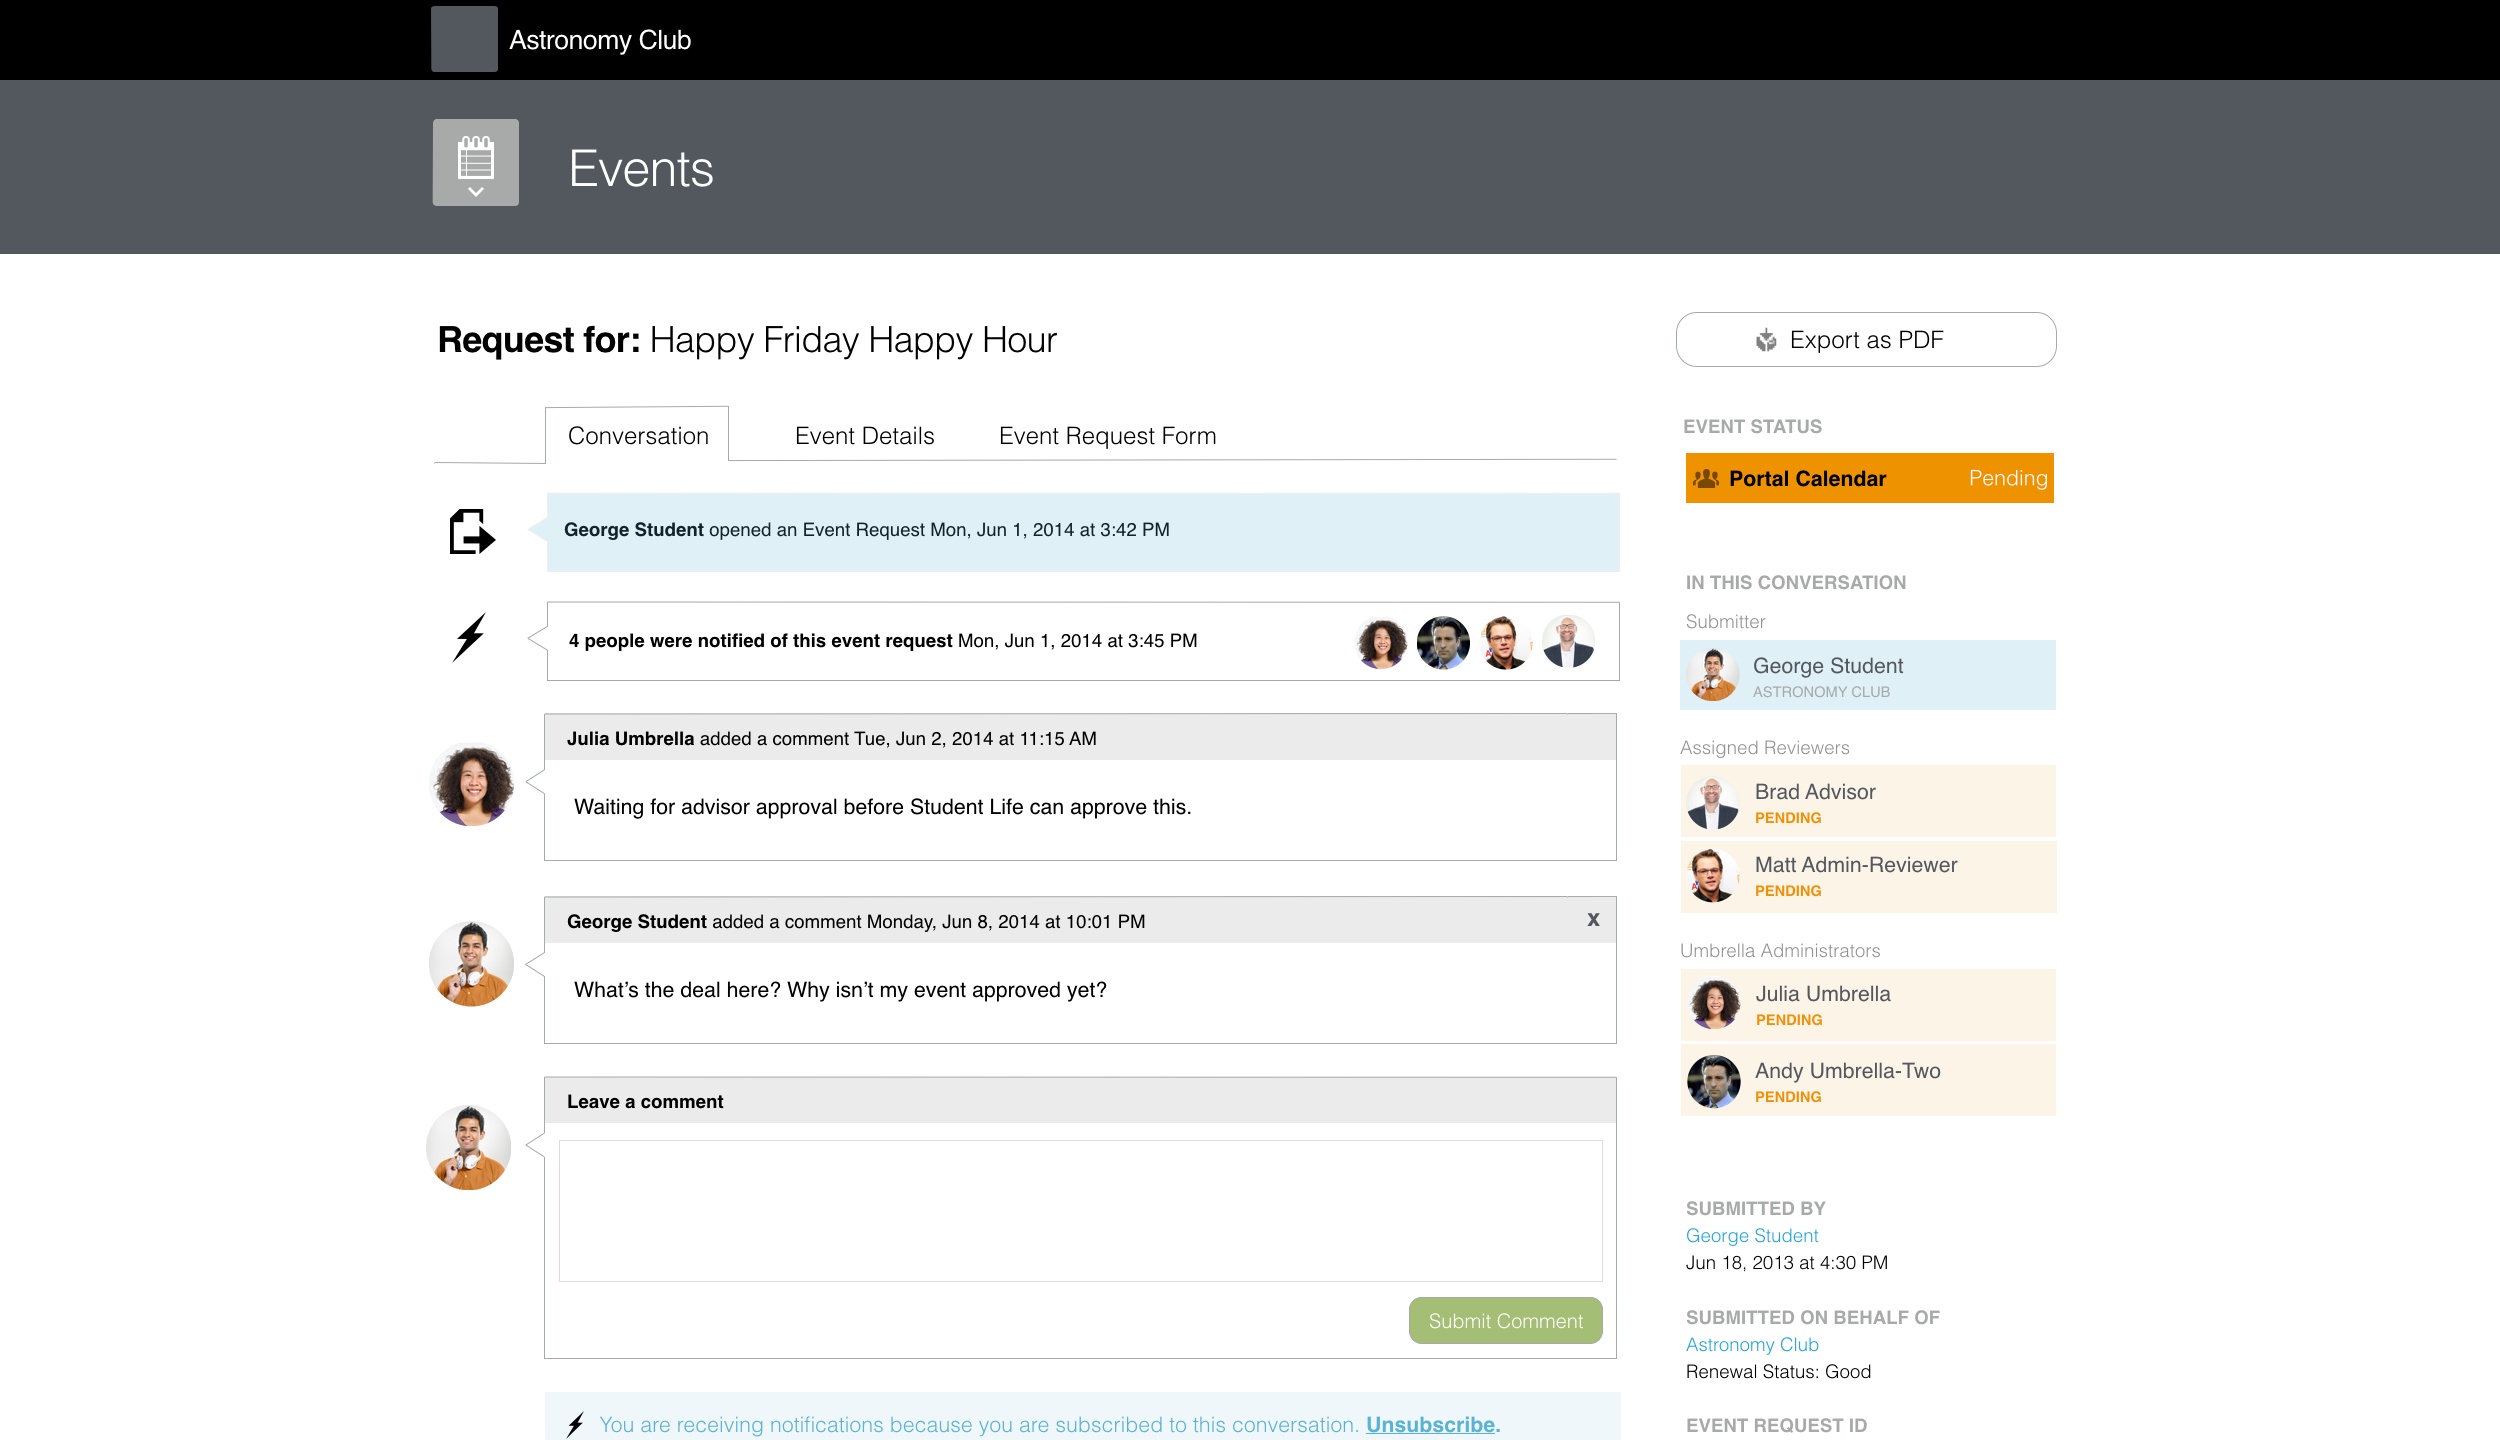 Astronomy Club
Events
Request for: Happy Friday Happy Hour
Export as PDF
Conversation
Event Details
Event Request Form
George Student opened an Event Request Mon, Jun 1, 2014 at 3:42 PM
4 people were notified of this event request Mon, Jun 1, 2014 at 3:45 PM
Julia Umbrella added a comment Tue, Jun 2, 2014 at 11:15 AM
Waiting for advisor approval before Student Life can approve this.
George Student added a comment Monday, Jun 8, 2014 at 10:01 PM
x
What’s the deal here? Why isn’t my event approved yet?
Leave a comment
Submit Comment
You are receiving notifications because you are subscribed to this conversation. Unsubscribe.
EVENT STATUS
Portal Calendar Pending
IN THIS CONVERSATION
Submitter
George Student
ASTRONOMY CLUB
Assigned Reviewers
Brad Advisor
PENDING
Matt Admin-Reviewer
PENDING
Umbrella Administrators
Julia Umbrella
PENDING
Andy Umbrella-Two
PENDING
SUBMITTED BY
George Student
Jun 18, 2013 at 4:30 PM
SUBMITTED ON BEHALF OF
Astronomy Club
Renewal Status: Good
EVENT REQUEST ID